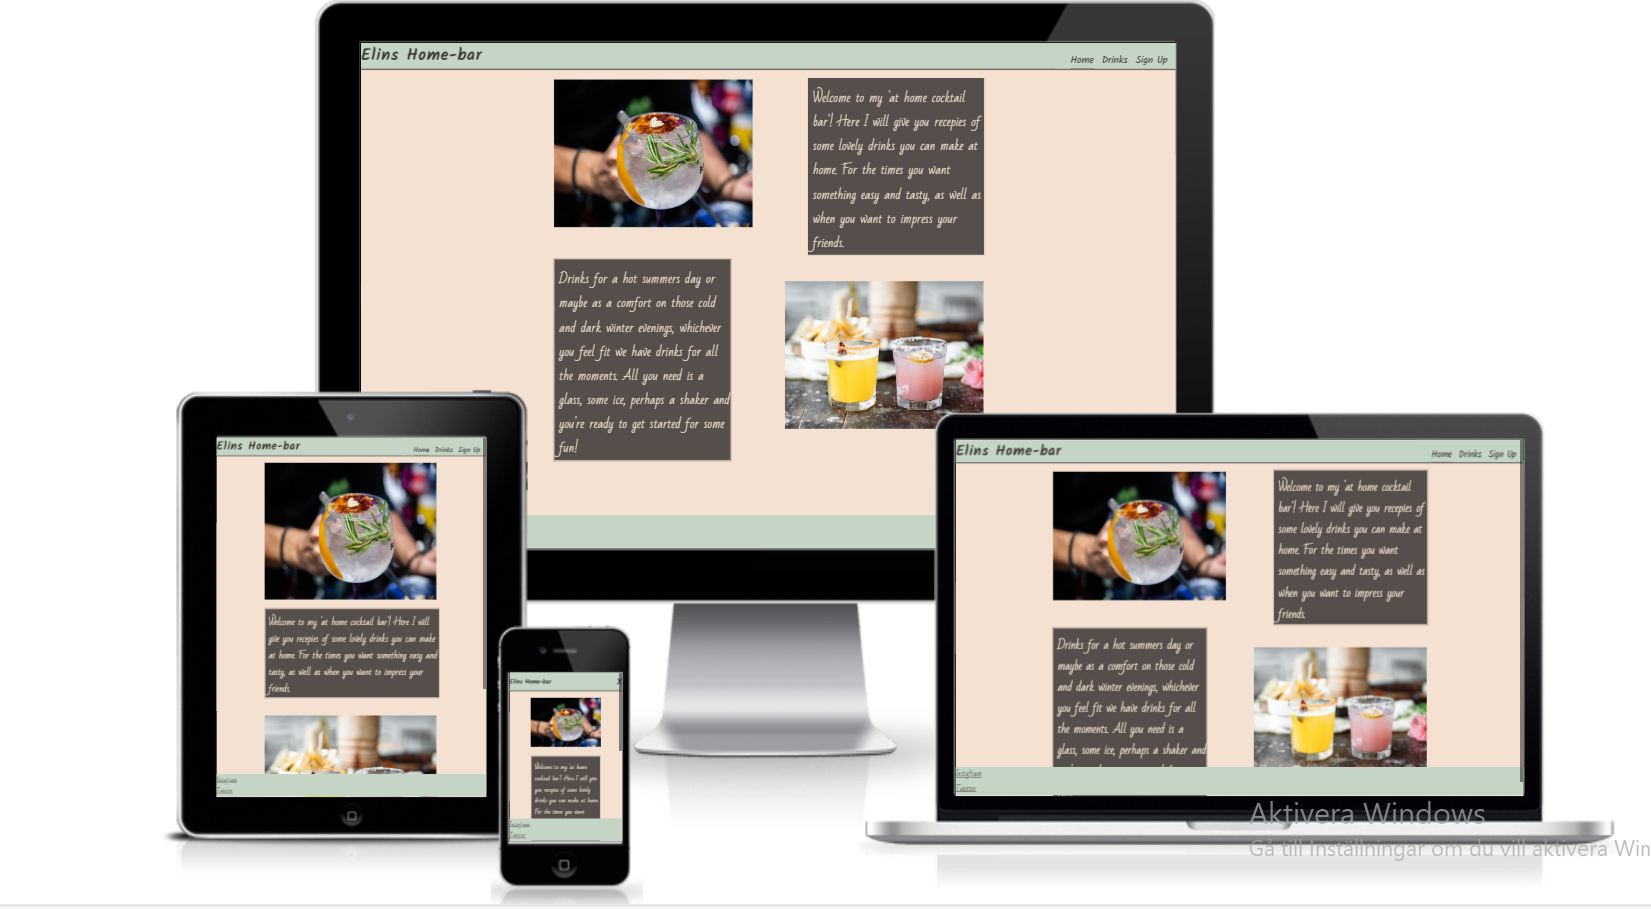 Elins Home-bar
Home Drinks Sign Up
Welcome to my 'at home cocktail
bar'! Here I will give you recepies of
some lovely drinks you can make at
home. For the times you want
something easy and tasty, as well as
when you want to impress your
friends.
Drinks for a hot summers day or
maybe as a comfort on those cold
and dark winter evenings, whichever
you feel fit we have drinks for all
the moments. All you need is a
glass, some ice, perhaps a shaker and
you're ready to get started for some
fun!
Elins Home-bar
Home Drinks Sign Up
Welcome to my 'at home cocktail bar'! Here I will
give you recepies of some lovely drinks you can make
at home. For the times you want something easy and
tasty, as well as when you want to impress your
friends.
Instagram
Twitter
Elins Home-bar
Welcome to my 'at home
cocktail bar'! Here I will give
you recepies of some lovely
drinks you can make at home.
For the times you want
Instagram
Twitter
Elins Home-bar
Home Drinks Sign Up
Welcome to my 'at home cocktail
bar'! Here I will give you recepies of
some lovely drinks you can make at
home. For the times you want
something easy and tasty, as well as
when you want to impress your
friends.
Drinks for a hot summers day or
maybe as a comfort on those cold
and dark winter evenings, whichever
you feel fit we have drinks for all
the moments. All you need is a
glass, some ice, perhaps a shaker and
Instagram
Twitter
Aktivera Windows
Gå till Inställningar om du vill aktivera Win